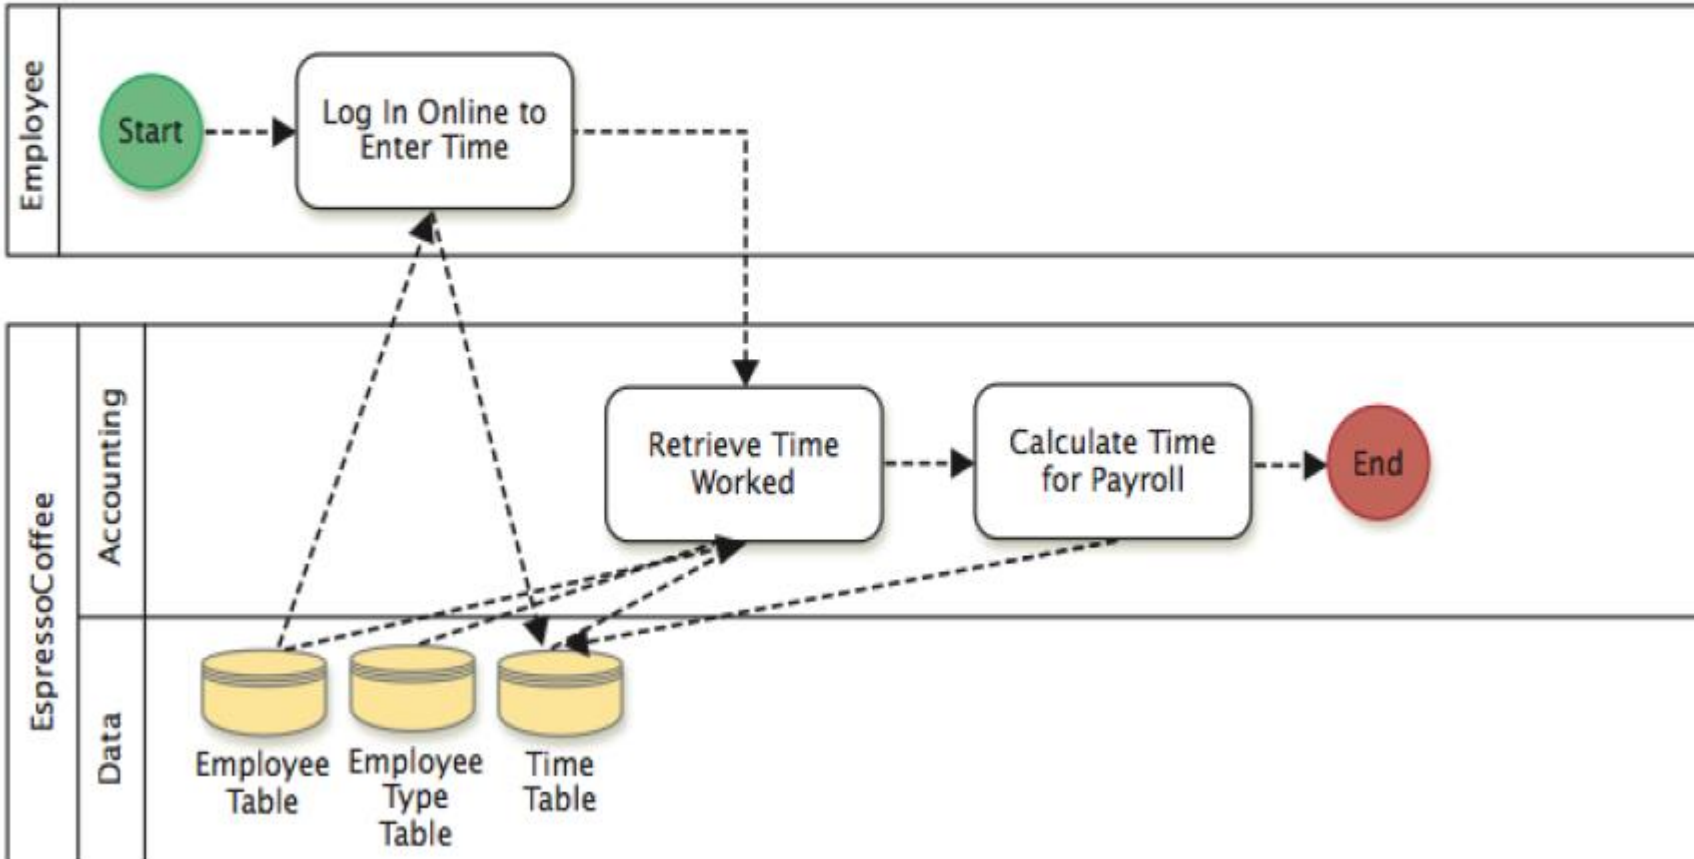 Employee
Start
Log In Online to
Enter Time
EspressoCoffee
Accounting
Retrieve Time
Worked
Calculate Time
for Payroll
End
Data
Employee
Table
Employee
Type
Table
Time
Table